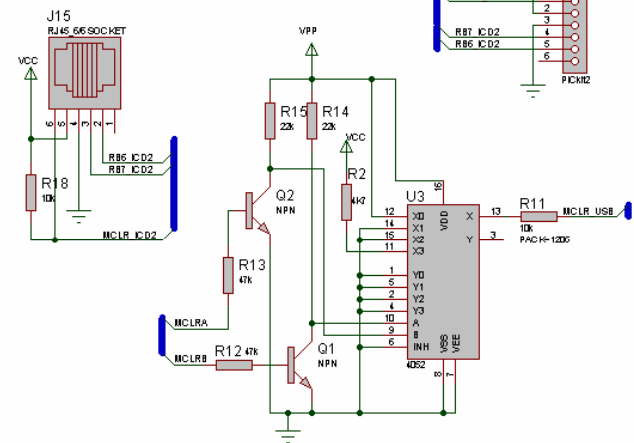 J15
RJ45_6/6 SOCKET
VCC
6 5 4 3 2 1
RB6 ICD2
RB7 ICD2
R18
10k
MCLR_ICD2
VPP
R15
22k
R14
22k
VCC
R2
4k7
Q2
NPN
R13
47k
MCLRA
MCLRB
R12 47k
Q1
NPN
U3
16
VDD
12 X0
14 X1
15 X2
11 X3
1 Y0
5 Y1
2 Y2
4 Y3
10 A
9 B
6 INH
X 13
Y 3
VSS
VEE
8 7
4052
R11
10k
PACK=1206
MCLR_USB
2
3
RB7 ICD2 4
RB6 ICD2 5
6
PICKit2